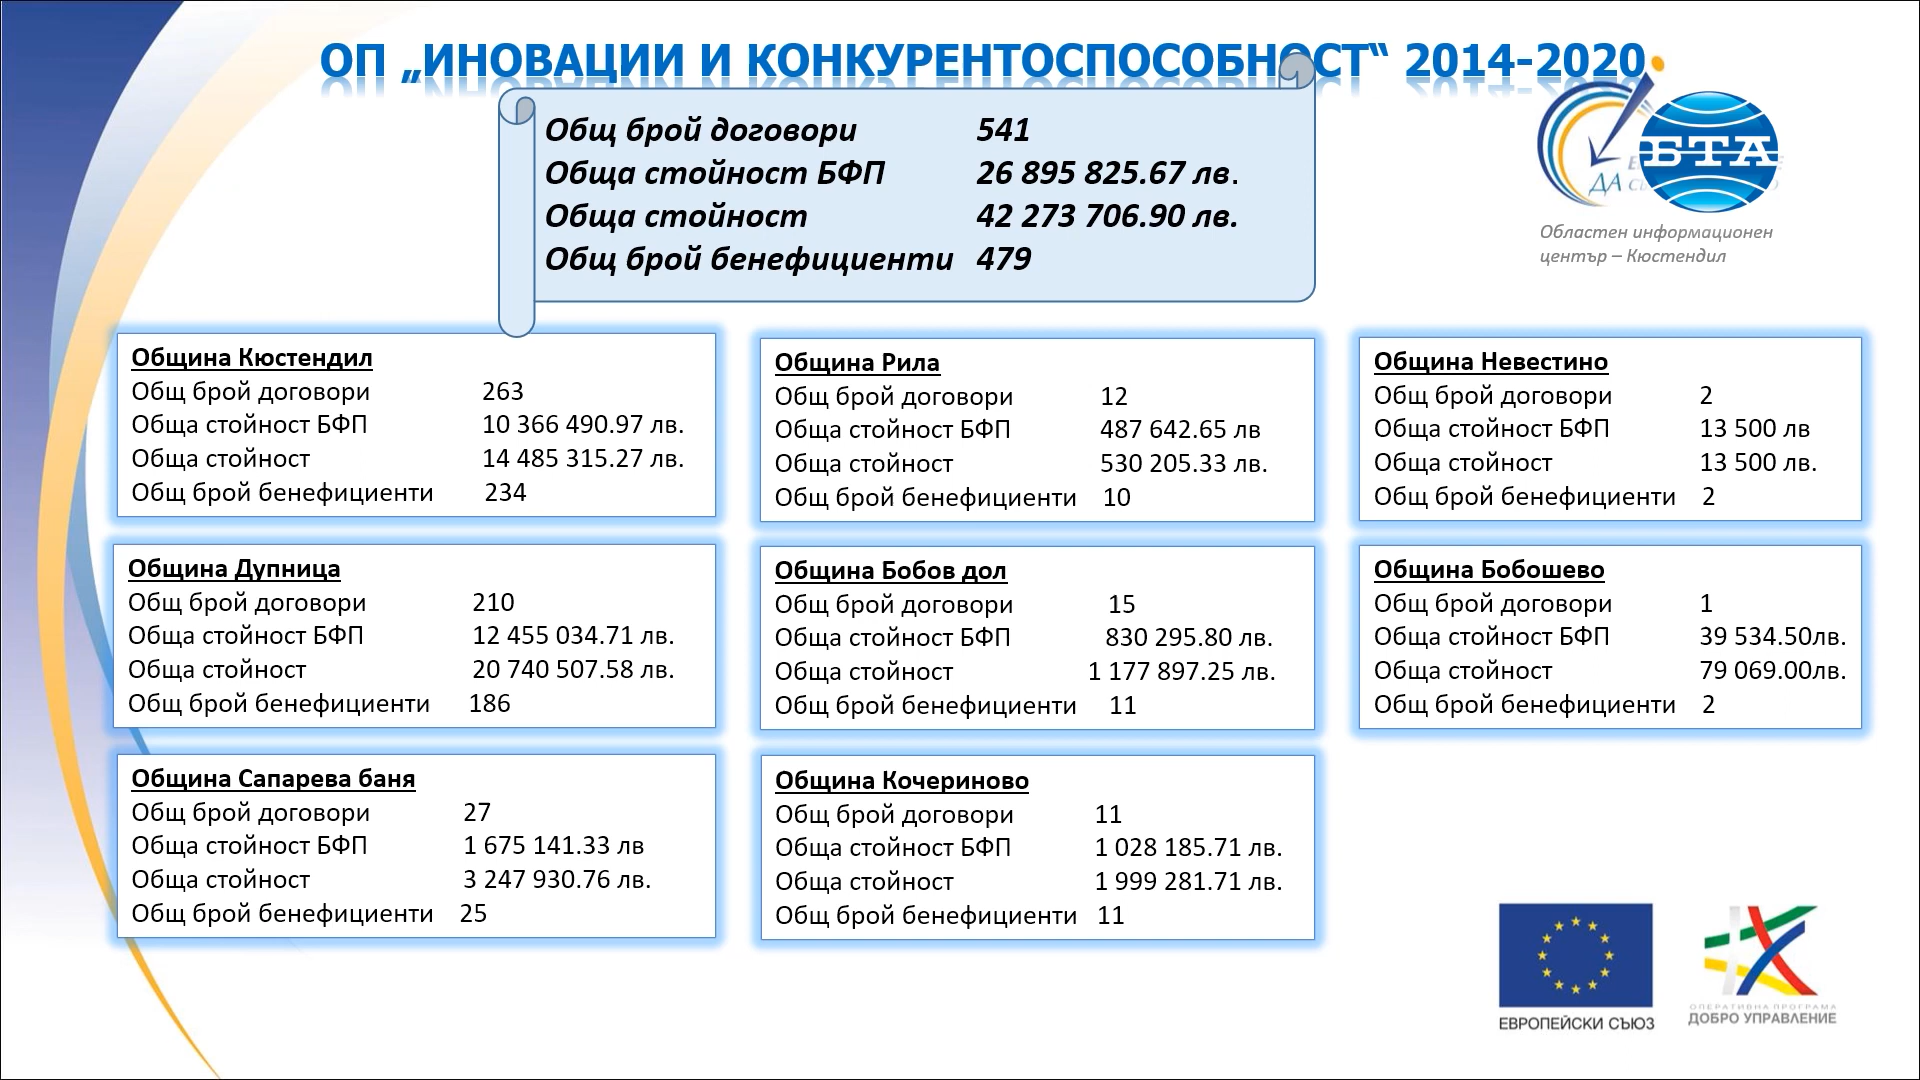 ОП „ИНОВАЦИИ И КОНКУРЕНТОСПОСОБНОСТ“ 2014-2020
Общ брой договори 541
Обща стойност БФП 26 895 825.67 лв.
Обща стойност 42 273 706.90 лв.
Общ брой бенефициенти 479
БТА
ДА
Областен информационен
център – Кюстендил
Община Кюстендил
Общ брой договори 263
Обща стойност БФП 10 366 490.97 лв.
Обща стойност 14 485 315.27 лв.
Общ брой бенефициенти 234
Община Рила
Общ брой договори 12
Обща стойност БФП 487 642.65 лв
Обща стойност 530 205.33 лв.
Общ брой бенефициенти 10
Община Невестино
Общ брой договори 2
Обща стойност БФП 13 500 лв
Обща стойност 13 500 лв.
Общ брой бенефициенти 2
Община Дупница
Общ брой договори 210
Обща стойност БФП 12 455 034.71 лв.
Обща стойност 20 740 507.58 лв.
Общ брой бенефициенти 186
Община Бобов дол
Общ брой договори 15
Обща стойност БФП 830 295.80 лв.
Обща стойност 1 177 897.25 лв.
Общ брой бенефициенти 11
Община Бобошево
Общ брой договори 1
Обща стойност БФП 39 534.50лв.
Обща стойност 79 069.00лв.
Общ брой бенефициенти 2
Община Сапарева баня
Общ брой договори 27
Обща стойност БФП 1 675 141.33 лв
Обща стойност 3 247 930.76 лв.
Общ брой бенефициенти 25
Община Кочериново
Общ брой договори 11
Обща стойност БФП 1 028 185.71 лв.
Обща стойност 1 999 281.71 лв.
Общ брой бенефициенти 11
ЕВРОПЕЙСКИ СЪЮЗ
ОПЕРАТИВНА ПРОГРАМА
ДОБРО УПРАВЛЕНИЕ